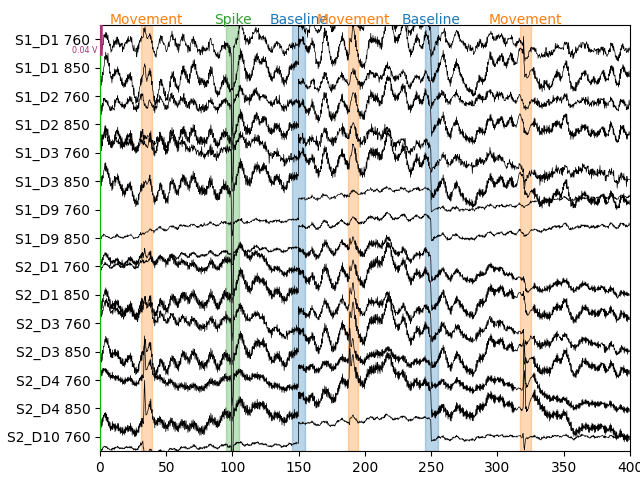 Movement Spike Baseline Movement Baseline Movement
S1_D1 760
0.04 V
S1_D1 850
S1_D2 760
S1_D2 850
S1_D3 760
S1_D3 850
S1_D9 760
S1_D9 850
S2_D1 760
S2_D1 850
S2_D3 760
S2_D3 850
S2_D4 760
S2_D4 850
S2_D10 760
0 50 100 150 200 250 300 350 400